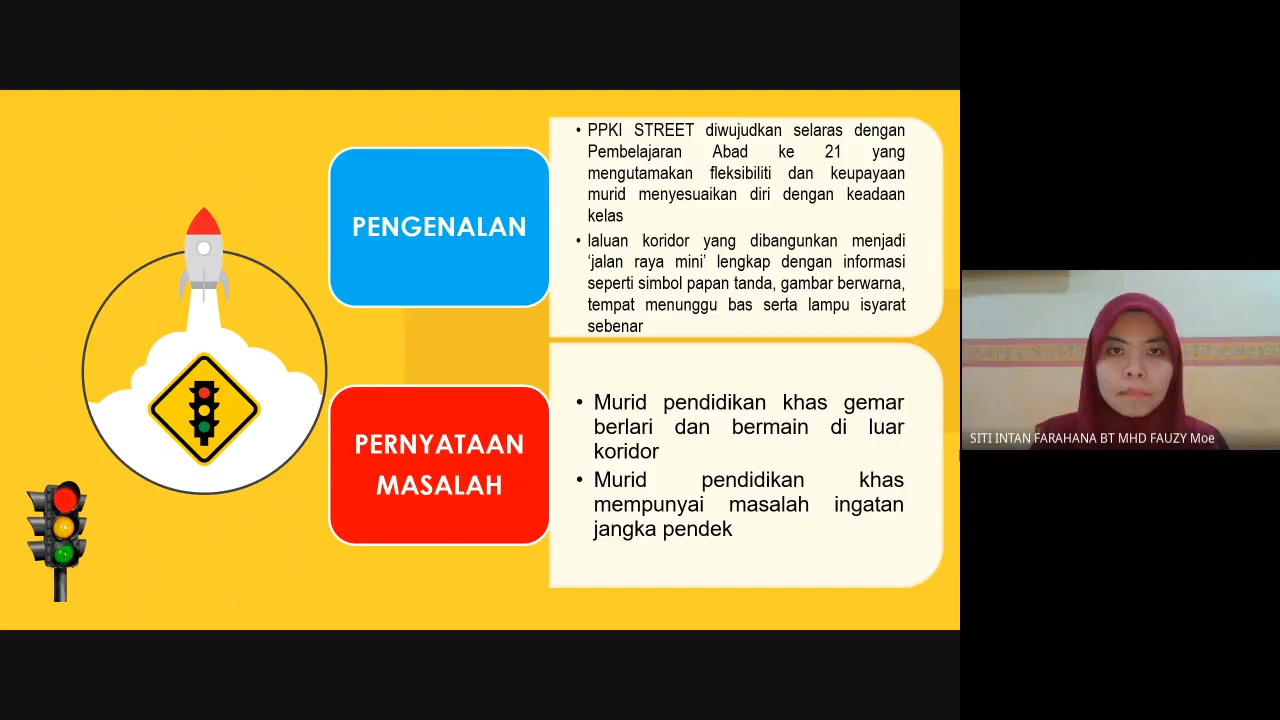 PENGENALAN
• PPKI STREET diwujudkan selaras dengan
Pembelajaran Abad ke 21 yang
mengutamakan fleksibiliti dan keupayaan
murid menyesuaikan diri dengan keadaan
kelas
• laluan koridor yang dibangunkan menjadi
‘jalan raya mini’ lengkap dengan informasi
seperti simbol papan tanda, gambar berwarna,
tempat menunggu bas serta lampu isyarat
sebenar
PERNYATAAN
MASALAH
• Murid pendidikan khas gemar
berlari dan bermain di luar
koridor
• Murid pendidikan khas
mempunyai masalah ingatan
jangka pendek
SITI INTAN FARAHANA BT MHD FAUZY Moe